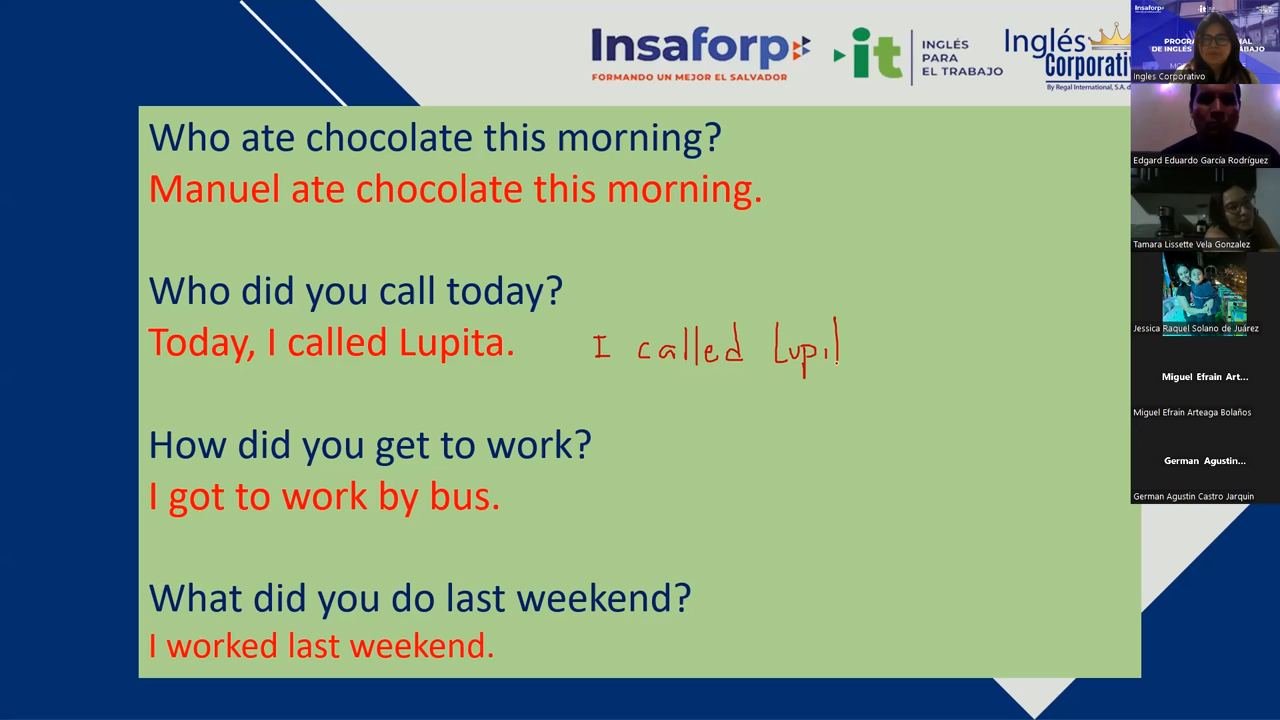 Insaforp
FORMANDO UN MEJOR EL SALVADOR
it
INGLÉS
PARA
EL TRABAJO
Inglés
Corporativ
By Regal International, S.A. d
Who ate chocolate this morning?
Manuel ate chocolate this morning.
Who did you call today?
Today, I called Lupita. I called Lupil
How did you get to work?
I got to work by bus.
What did you do last weekend?
I worked last weekend.
Insaforp
it
Ingles Corporativo
Edgard Eduardo García Rodríguez
Tamara Lissette Vela Gonzalez
Jessica Raquel Solano de Juárez
Miguel Efrain Art...
Miguel Efrain Arteaga Bolaños
German Agustin...
German Agustin Castro Jarquin